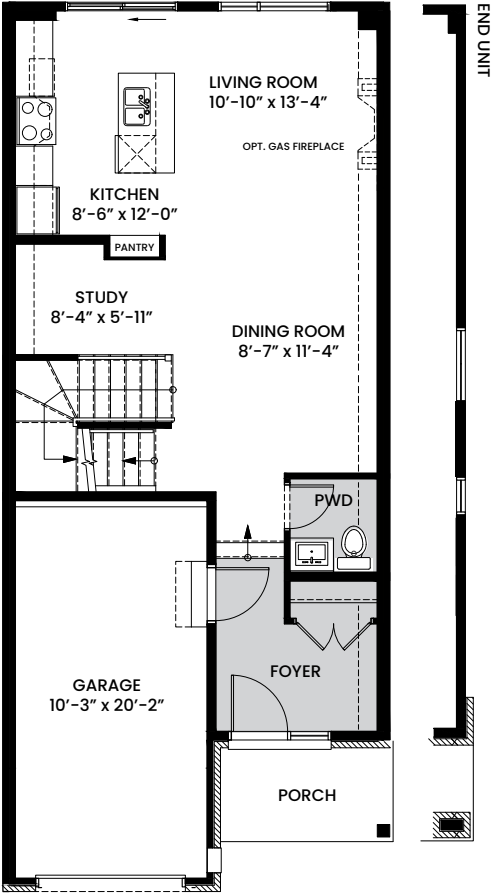 END UNIT
LIVING ROOM
10’-10” x 13’-4”
OPT. GAS FIREPLACE
KITCHEN
8’-6” x 12’-0”
PANTRY
STUDY
8’-4” x 5’-11”
DINING ROOM
8’-7” x 11’-4”
PWD
FOYER
GARAGE
10’-3” x 20’-2”
PORCH